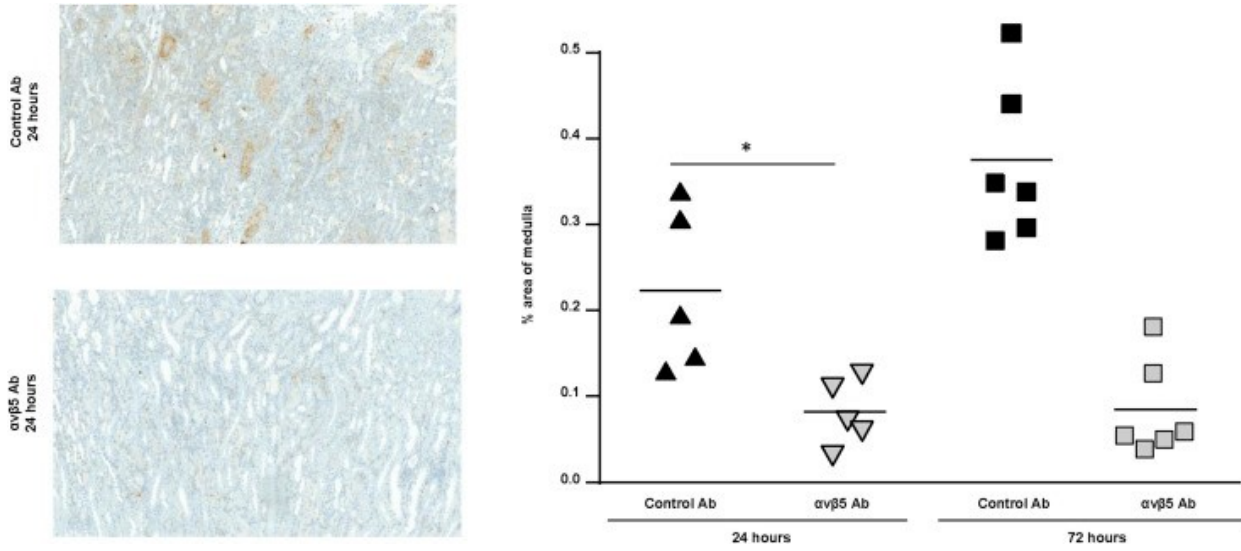 Control Ab
24 hours
αvβ5 Ab
24 hours
% area of medulla
0.5
0.4
0.3
0.2
0.1
0.0
*
Control Ab
αvβ5 Ab
Control Ab
αvβ5 Ab
24 hours
72 hours